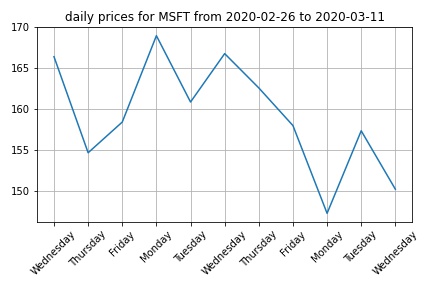 daily prices for MSFT from 2020-02-26 to 2020-03-11
170
165
160
155
150
Wednesday
Thursday
Friday
Monday
Tuesday
Wednesday
Thursday
Friday
Monday
Tuesday
Wednesday